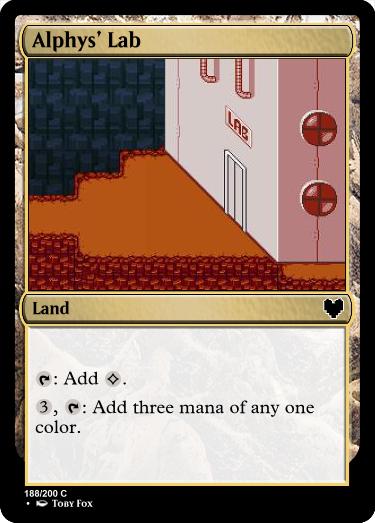 Alphys' Lab
LAB
Land
: Add .
3, : Add three mana of any one
color.
188/200 C
• Toby Fox